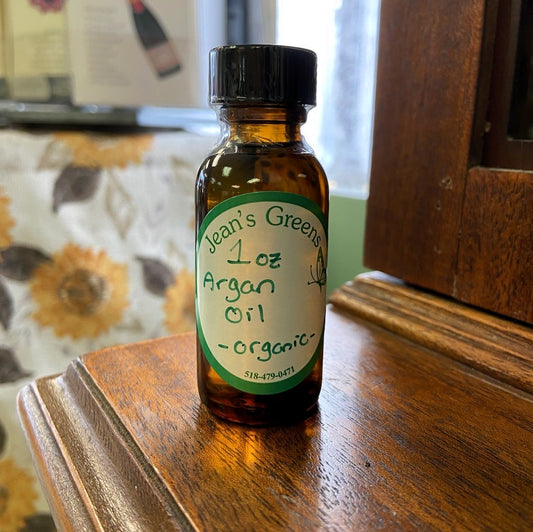 Jean's Greens
1 oz
Argan
Oil
-organic-
518-479-0471